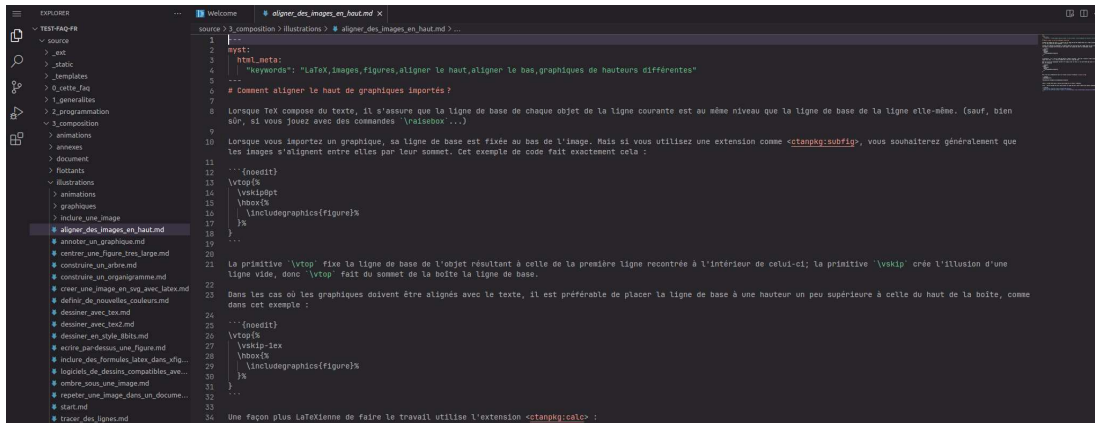 EXPLORER
TEST-FAQ-FR
source
_ext
_static
_templates
0_cette_faq
1_generalites
2_programmation
3_composition
animations
annexes
document
flottants
illustrations
animations
graphiques
inclure_une_image
aligner_des_images_en_haut.md
annoter_un_graphique.md
centrer_une_figure_tres_large.md
construire_un_arbre.md
construire_un_organigramme.md
creer_une_image_en_svg_avec_latex.md
definir_de_nouvelles_couleurs.md
dessiner_avec_tex.md
dessiner_avec_tex2.md
dessiner_en_style_8bits.md
ecrire_par-dessus_une_figure.md
inclure_des_formules_latex_dans_xfig...
logiciels_de_dessins_compatibles_ave...
ombre_sous_une_image.md
repeter_une_image_dans_un_docume...
start.md
tracer_des_lignes.md
Welcome
aligner_des_images_en_haut.md
source > 3_composition > illustrations > aligner_des_images_en_haut.md > ...
1 ---
2 myst:
3 html_meta:
4 "keywords": "LaTeX,images,figures,aligner le haut,aligner le bas,graphiques de hauteurs différentes"
5 ---
6 # Comment aligner le haut de graphiques importés ?
7
8 Lorsque TeX compose du texte, il s'assure que la ligne de base de chaque objet de la ligne courante est au même niveau que la ligne de base de la ligne elle-même. (sauf, bien
sûr, si vous jouez avec des commandes `\raisebox`...)
9
10 Lorsque vous importez un graphique, sa ligne de base est fixée au bas de l'image. Mais si vous utilisez une extension comme <ctanpkg:subfig>, vous souhaiterez généralement que
les images s'alignent entre elles par leur sommet. Cet exemple de code fait exactement cela :
11
12 ```{noedit}
13 \vtop{%
14 \vskip0pt
15 \hbox{%
16 \includegraphics{figure}%
17 }%
18 }
19 ```
20
21 La primitive `\vtop` fixe la ligne de base de l'objet résultant à celle de la première ligne recontrée à l'intérieur de celui-ci; la primitive `\vskip` crée l'illusion d'une
ligne vide, donc `\vtop` fait du sommet de la boîte la ligne de base.
22
23 Dans les cas où les graphiques doivent être alignés avec le texte, il est préférable de placer la ligne de base à une hauteur un peu supérieure à celle du haut de la boîte, comme
dans cet exemple :
24
25 ```{noedit}
26 \vtop{%
27 \vskip-1ex
28 \hbox{%
29 \includegraphics{figure}%
30 }%
31 }
32 ```
33
34 Une façon plus LaTeXienne de faire le travail utilise l'extension <ctanpkg:calc> :